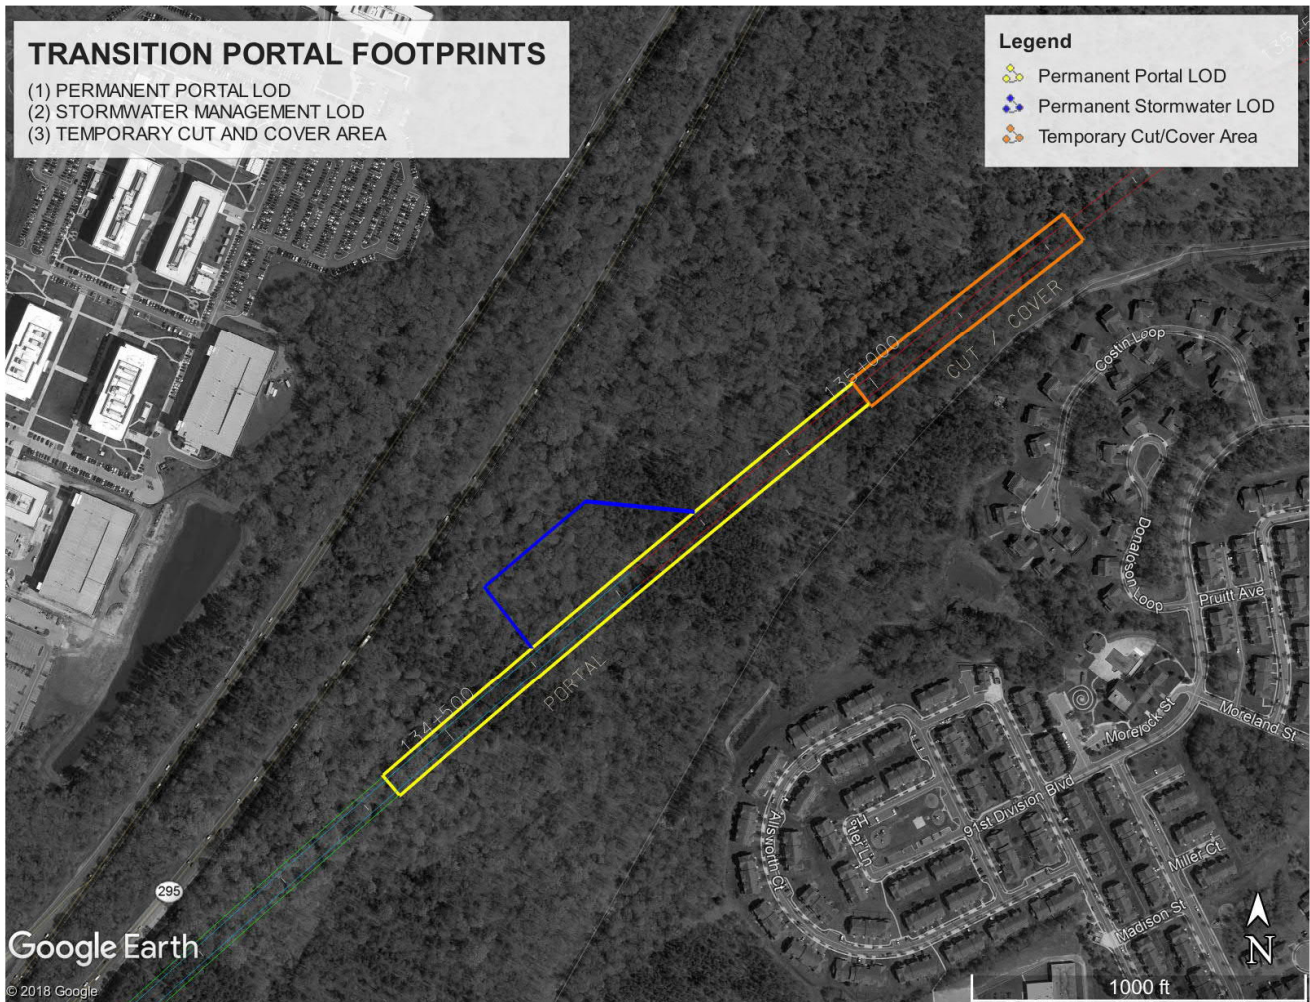 TRANSITION PORTAL FOOTPRINTS
(1) PERMANENT PORTAL LOD
(2) STORMWATER MANAGEMENT LOD
(3) TEMPORARY CUT AND COVER AREA
Legend
Permanent Portal LOD
Permanent Stormwater LOD
Temporary Cut/Cover Area
CUT / COVER
135+000
Costin Loop
Donaldson Loop
Pruitt Ave
PORTAL
134+500
Moreland St
Morejock St
91st Division Blvd
Allsworth Ct
Miller Ct
Madison St
295
Google Earth
© 2018 Google
N
1000 ft